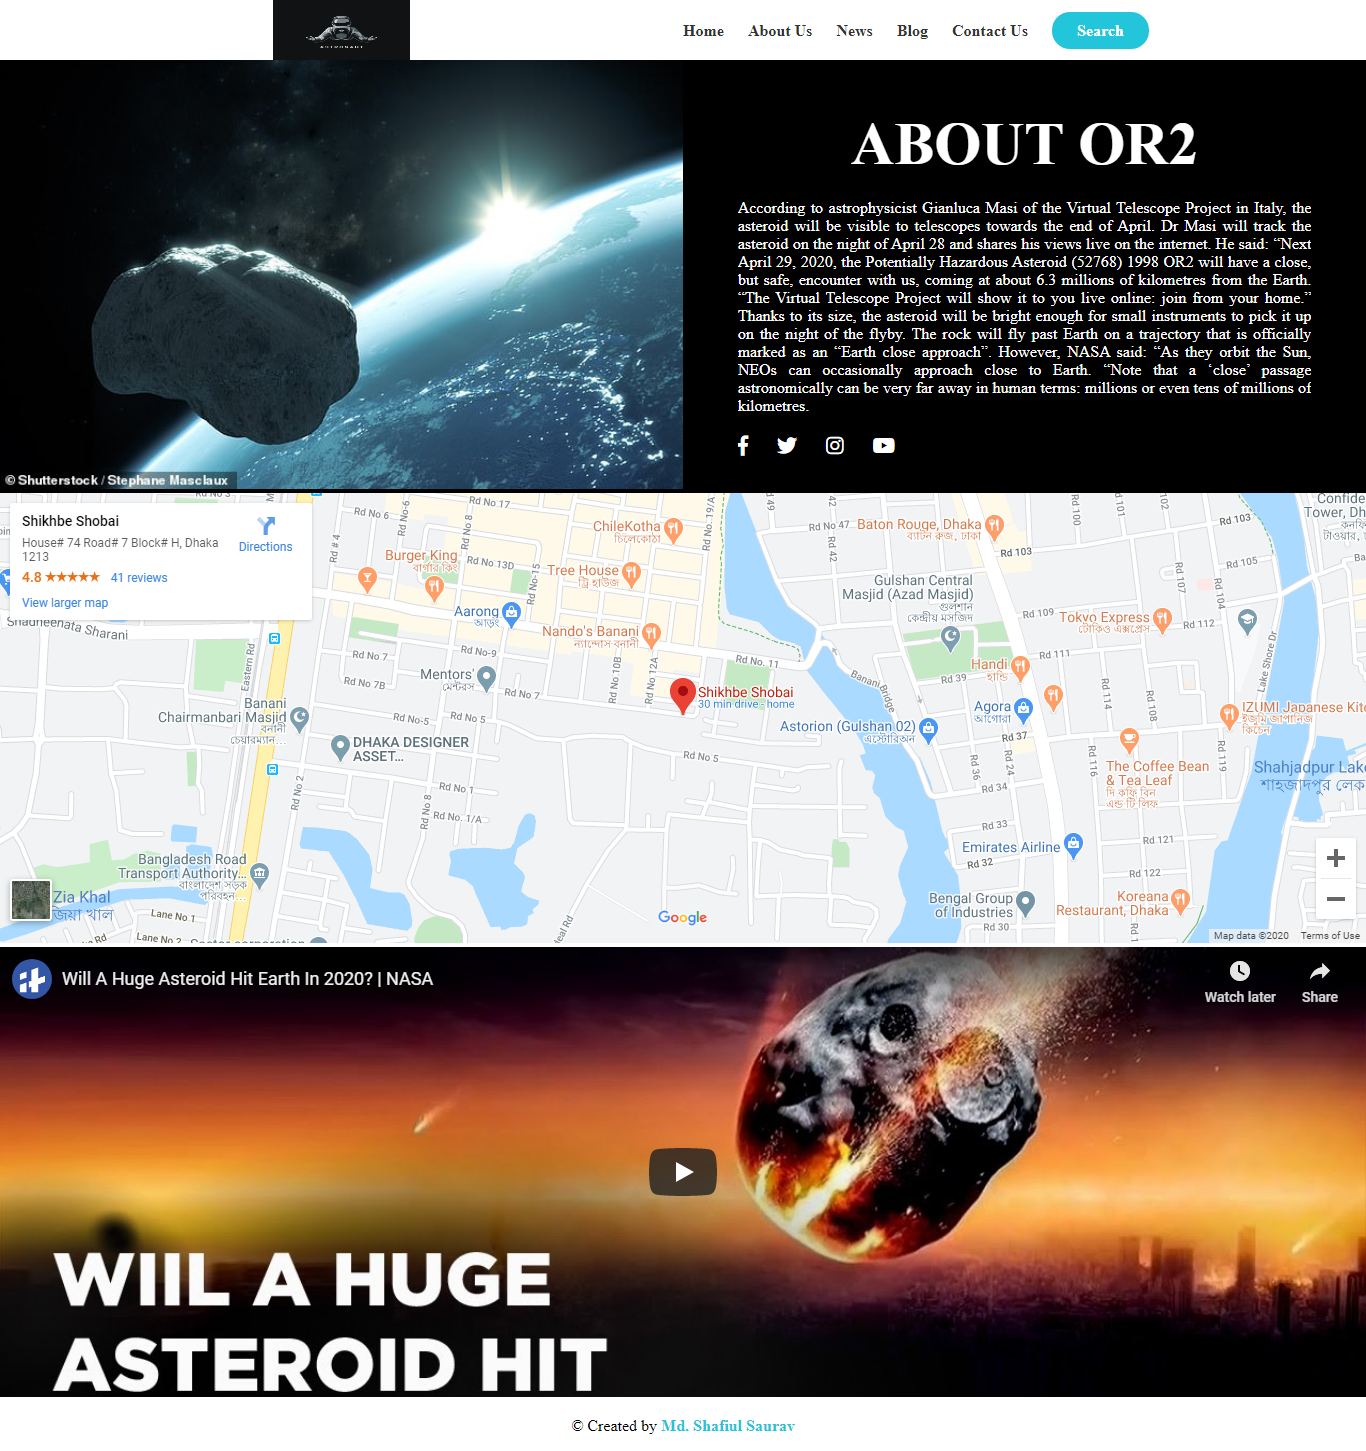 ASTRONAUT
Home About Us News Blog Contact Us Search
ABOUT OR2
According to astrophysicist Gianluca Masi of the Virtual Telescope Project in Italy, the
asteroid will be visible to telescopes towards the end of April. Dr Masi will track the
asteroid on the night of April 28 and shares his views live on the internet. He said: “Next
April 29, 2020, the Potentially Hazardous Asteroid (52768) 1998 OR2 will have a close,
but safe, encounter with us, coming at about 6.3 millions of kilometres from the Earth.
“The Virtual Telescope Project will show it to you live online: join from your home.”
Thanks to its size, the asteroid will be bright enough for small instruments to pick it up
on the night of the flyby. The rock will fly past Earth on a trajectory that is officially
marked as an “Earth close approach”. However, NASA said: “As they orbit the Sun,
NEOs can occasionally approach close to Earth. “Note that a ‘close’ passage
astronomically can be very far away in human terms: millions or even tens of millions of
kilometres.
© Shutterstock / Stephane Masclaux
Shikhbe Shobai
House# 74 Road# 7 Block# H, Dhaka
1213
Directions
4.8 ★★★★★ 41 reviews
View larger map
Shadheenata Sharani
Rd No 17
Rd No-6
Rd No 8
Rd # 4
Rd No 13D
Rd No-15
Rd No. 19/A
ChileKotha
চিলেকোঠা
Burger King
বার্গার কিং
Tree House
ট্রি হাউজ
Aarong
আড়ং
Nando's Banani
ন্যান্দোস বনানী
Rd No 7
Rd No-9
Rd No 7B
Rd No 10B
Rd No 12A
Rd No. 11
Eastern Rd
Mentors'
মেন্টরস
Rd No 7
Shikhbe Shobai
30 min drive - home
Banani
Chairmanbari Masjid
বনানী
চেয়ারম্যান...
DHAKA DESIGNER
ASSET...
Rd No 5
Rd No 2
Rd No 8
Rd No. 1/A
Bangladesh Road
Transport Authority...
বাংলাদেশ সড়ক
পরিবহন...
Zia Khal
জিয়া খাল
Lane No 1
Lane No 2
Rd No 47
Baton Rouge, Dhaka
ব্যাটন রুজ, ঢাকা
Rd 103
Rd 100
Rd 103
Gulshan Central
Masjid (Azad Masjid)
গুলশান
কেন্দ্রীয় মসজিদ
Rd 107
Rd 105
Rd 109
Tokyo Express
টোকিও এক্সপ্রেস
Rd 112
Rd 111
Handi
হান্ডি
Rd 39
Banani Bridge
Lake Shore Dr
Agora
আগোরা
Rd 114
Rd 117
Astorion (Gulshan 02)
এস্টোরিঅন
Rd 37
IZUMI Japanese Kitc
ইজুমি জাপানিজ
কিচেন
Rd 24
Rd 116
Rd 119
The Coffee Bean
& Tea Leaf
দি কফি বিন
এন্ড টি লিফ
Shahjadpur Lake
শাহজাদপুর লেক
Rd 34
Rd 33
Rd 121
Emirates Airline
Rd 32
Rd 122
Bengal Group
of Industries
Rd 30
Koreana
Restaurant, Dhaka
Google
Map data ©2020 Terms of Use
Will A Huge Asteroid Hit Earth In 2020? | NASA
Watch later Share
WIIL A HUGE
ASTEROID HIT
© Created by Md. Shafiul Saurav